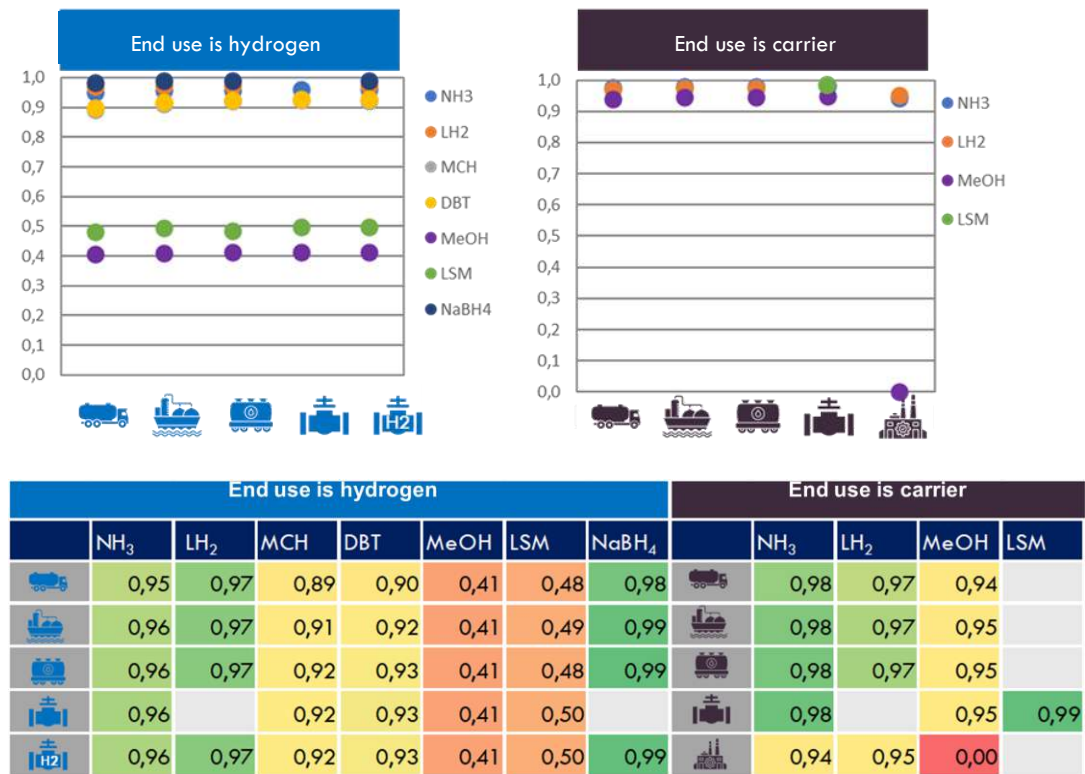 End use is hydrogen
1,0
0,9
0,8
0,7
0,6
0,5
0,4
0,3
0,2
0,1
0,0
NH3
LH2
MCH
DBT
MeOH
LSM
NaBH4
H2
End use is carrier
1,0
0,9
0,8
0,7
0,6
0,5
0,4
0,3
0,2
0,1
0,0
NH3
LH2
MeOH
LSM
End use is hydrogen End use is carrier
NH₃ LH₂ MCH DBT MeOH LSM NaBH₄ NH₃ LH₂ MeOH LSM
0,95 0,97 0,89 0,90 0,41 0,48 0,98 0,98 0,97 0,94
0,96 0,97 0,91 0,92 0,41 0,49 0,99 0,98 0,97 0,95
0,96 0,97 0,92 0,93 0,41 0,48 0,99 0,98 0,97 0,95
0,96 0,92 0,93 0,41 0,50 0,98 0,95 0,99
H2 0,96 0,97 0,92 0,93 0,41 0,50 0,99 0,94 0,95 0,00